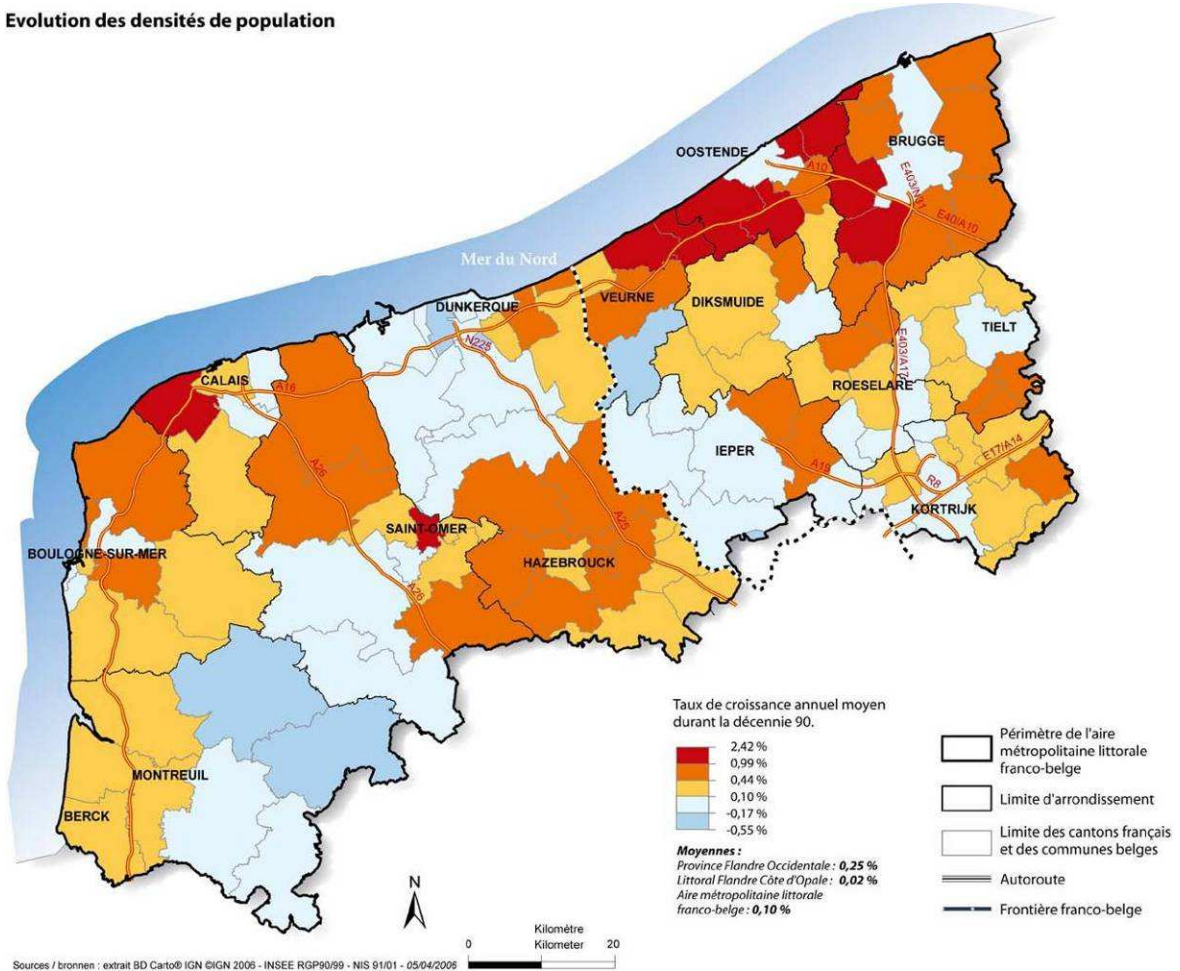 Evolution des densités de population
Mer du Nord
OOSTENDE
BRUGGE
A10
E403/N31
E40/A10
DUNKERQUE
VEURNE
DIKSMUIDE
TIELT
N225
CALAIS
A16
E403/A17
ROESELARE
A26
IEPER
A19
E17/A14
R8
KORTRIJK
SAINT-OMER
A25
BOULOGNE-SUR-MER
HAZEBROUCK
A26
MONTREUIL
BERCK
Taux de croissance annuel moyen
durant la décennie 90.
2,42 %
0,99 %
0,44 %
0,10 %
-0,17 %
-0,55 %
Moyennes :
Province Flandre Occidentale : 0,25 %
Littoral Flandre Côte d'Opale : 0,02 %
Aire métropolitaine littorale
franco-belge : 0,10 %
Périmètre de l'aire
métropolitaine littorale
franco-belge
Limite d'arrondissement
Limite des cantons français
et des communes belges
Autoroute
Frontière franco-belge
N
Kilométre
Kilometer
0 20
Sources / bronnen : extrait BD Carto® IGN ©IGN 2006 - INSEE RGP90/99 - NIS 91/01 - 05/04/2006